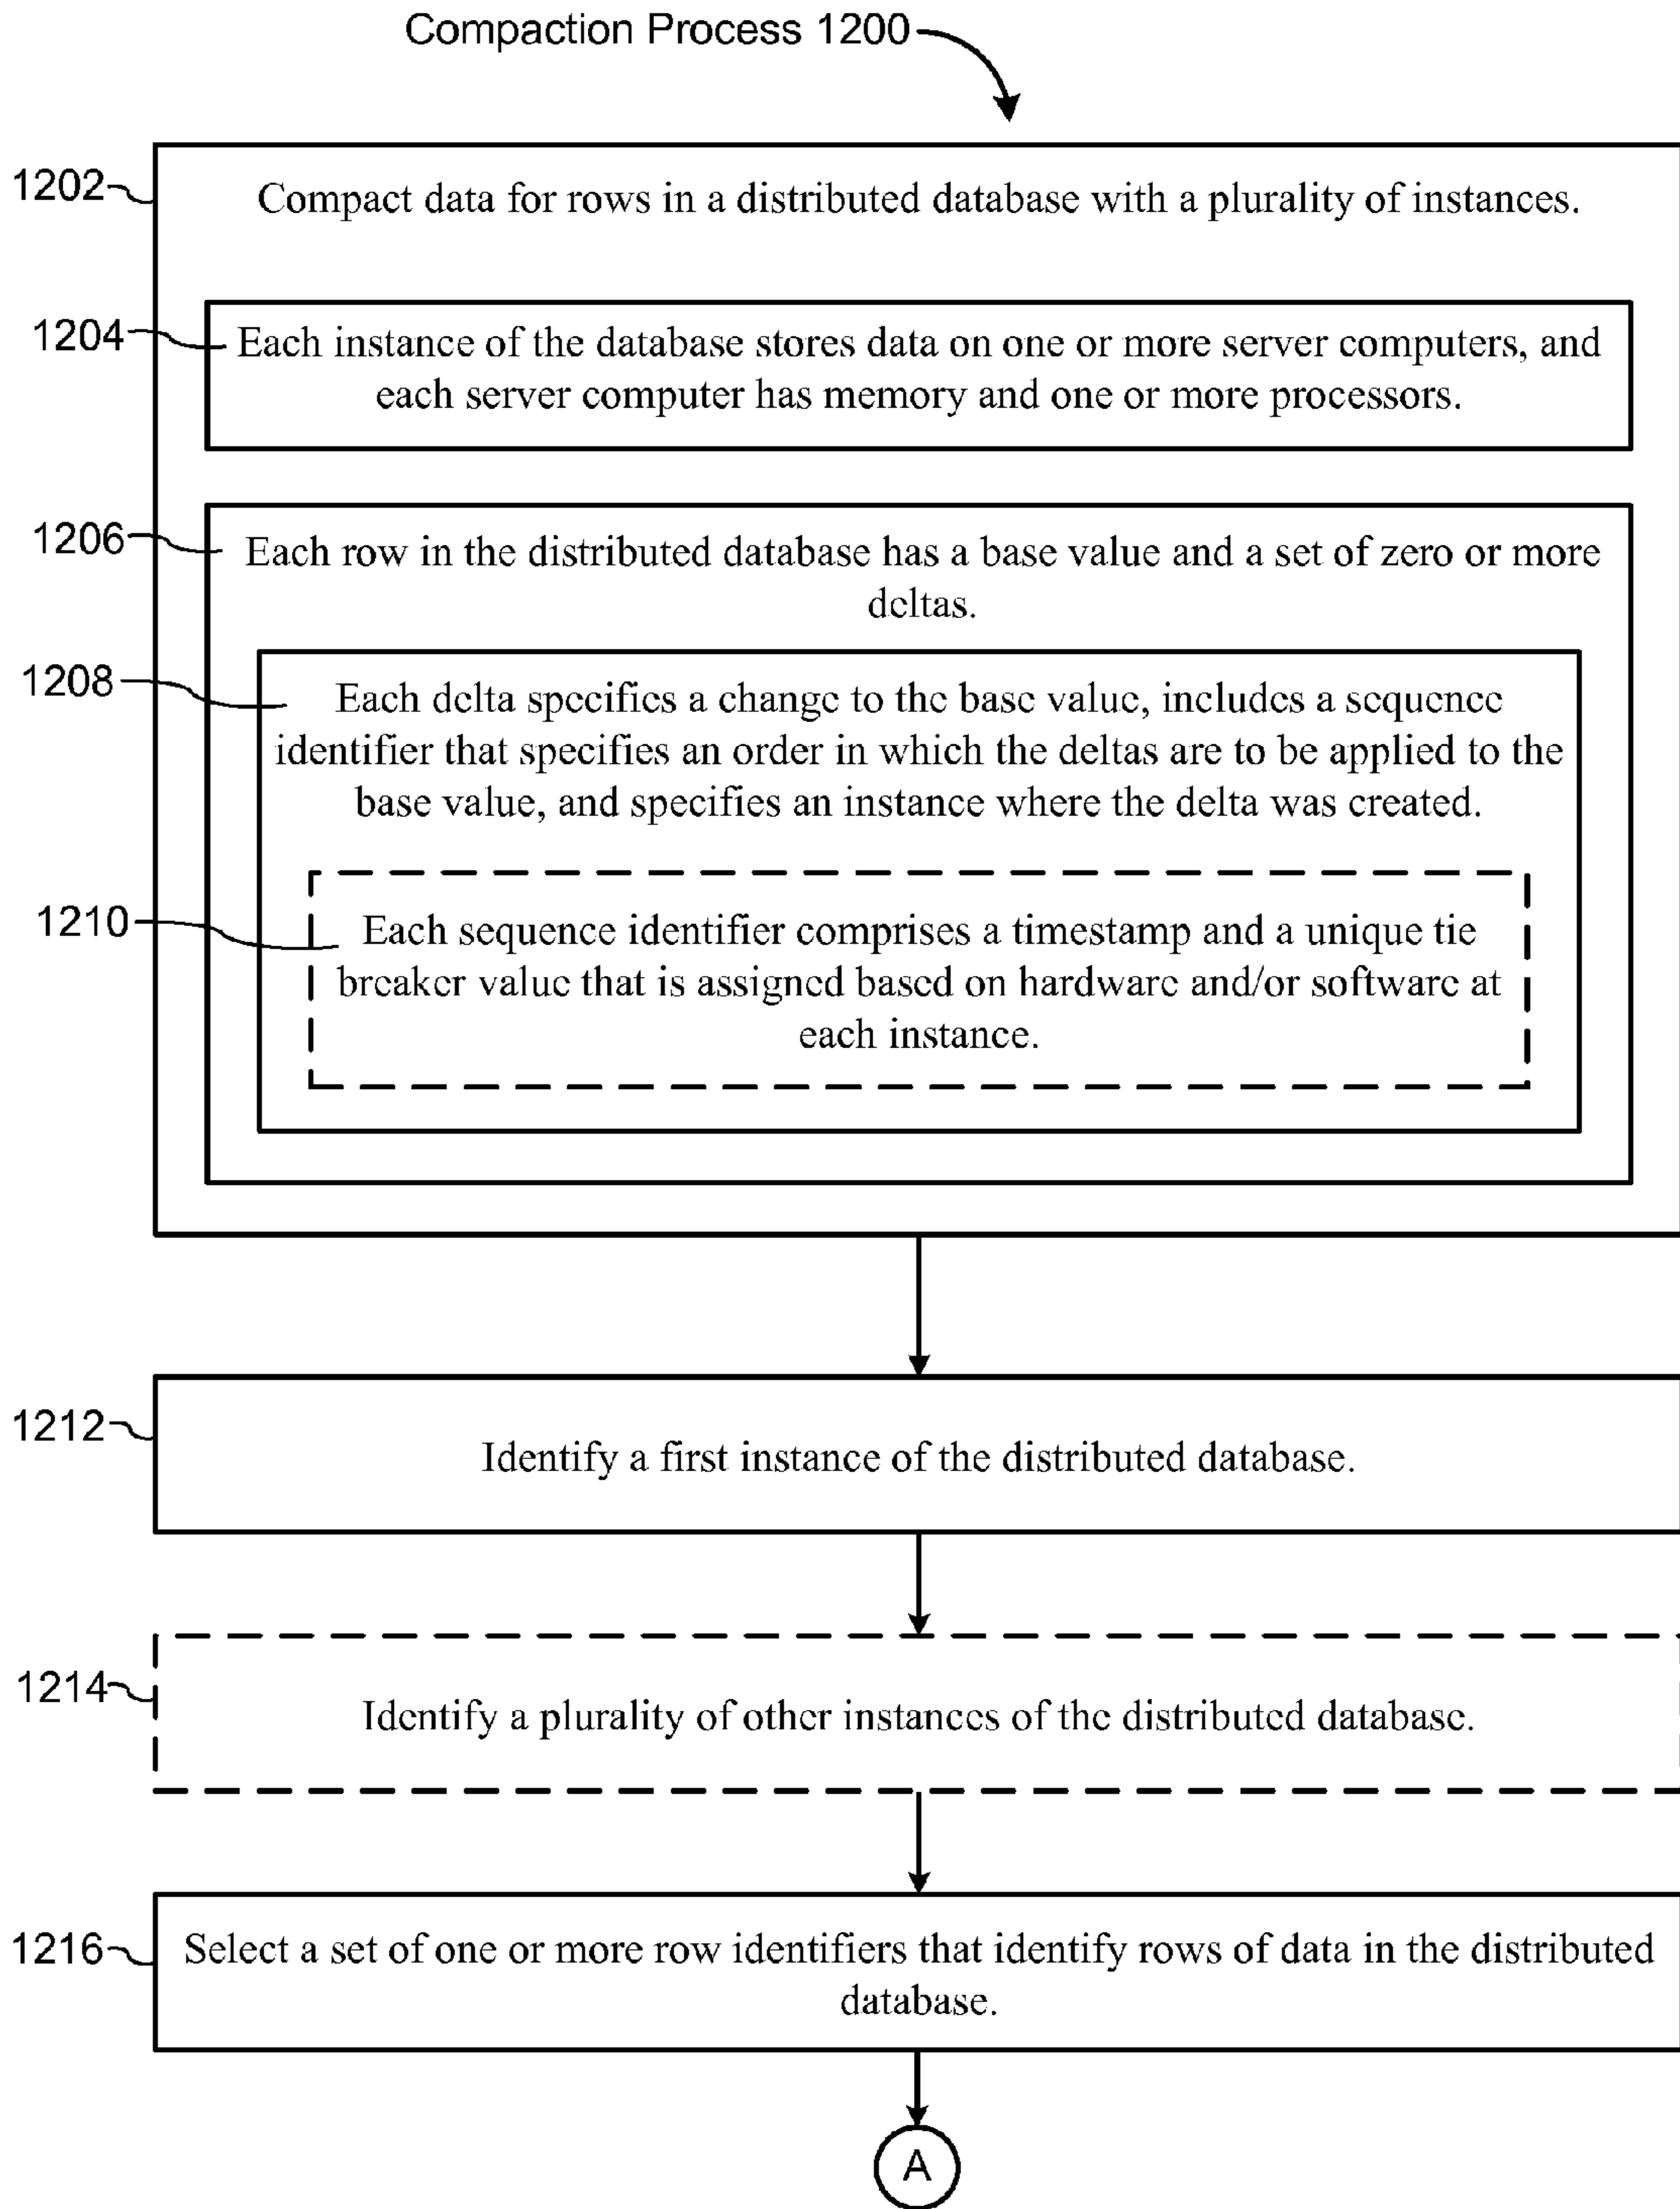 Compaction Process 1200
1202
Compact data for rows in a distributed database with a plurality of instances.
1204
Each instance of the database stores data on one or more server computers, and
each server computer has memory and one or more processors.
1206
Each row in the distributed database has a base value and a set of zero or more
deltas.
1208
Each delta specifies a change to the base value, includes a sequence
identifier that specifies an order in which the deltas are to be applied to the
base value, and specifies an instance where the delta was created.
1210
Each sequence identifier comprises a timestamp and a unique tie
breaker value that is assigned based on hardware and/or software at
each instance.
1212
Identify a first instance of the distributed database.
1214
Identify a plurality of other instances of the distributed database.
1216
Select a set of one or more row identifiers that identify rows of data in the distributed
database.
A